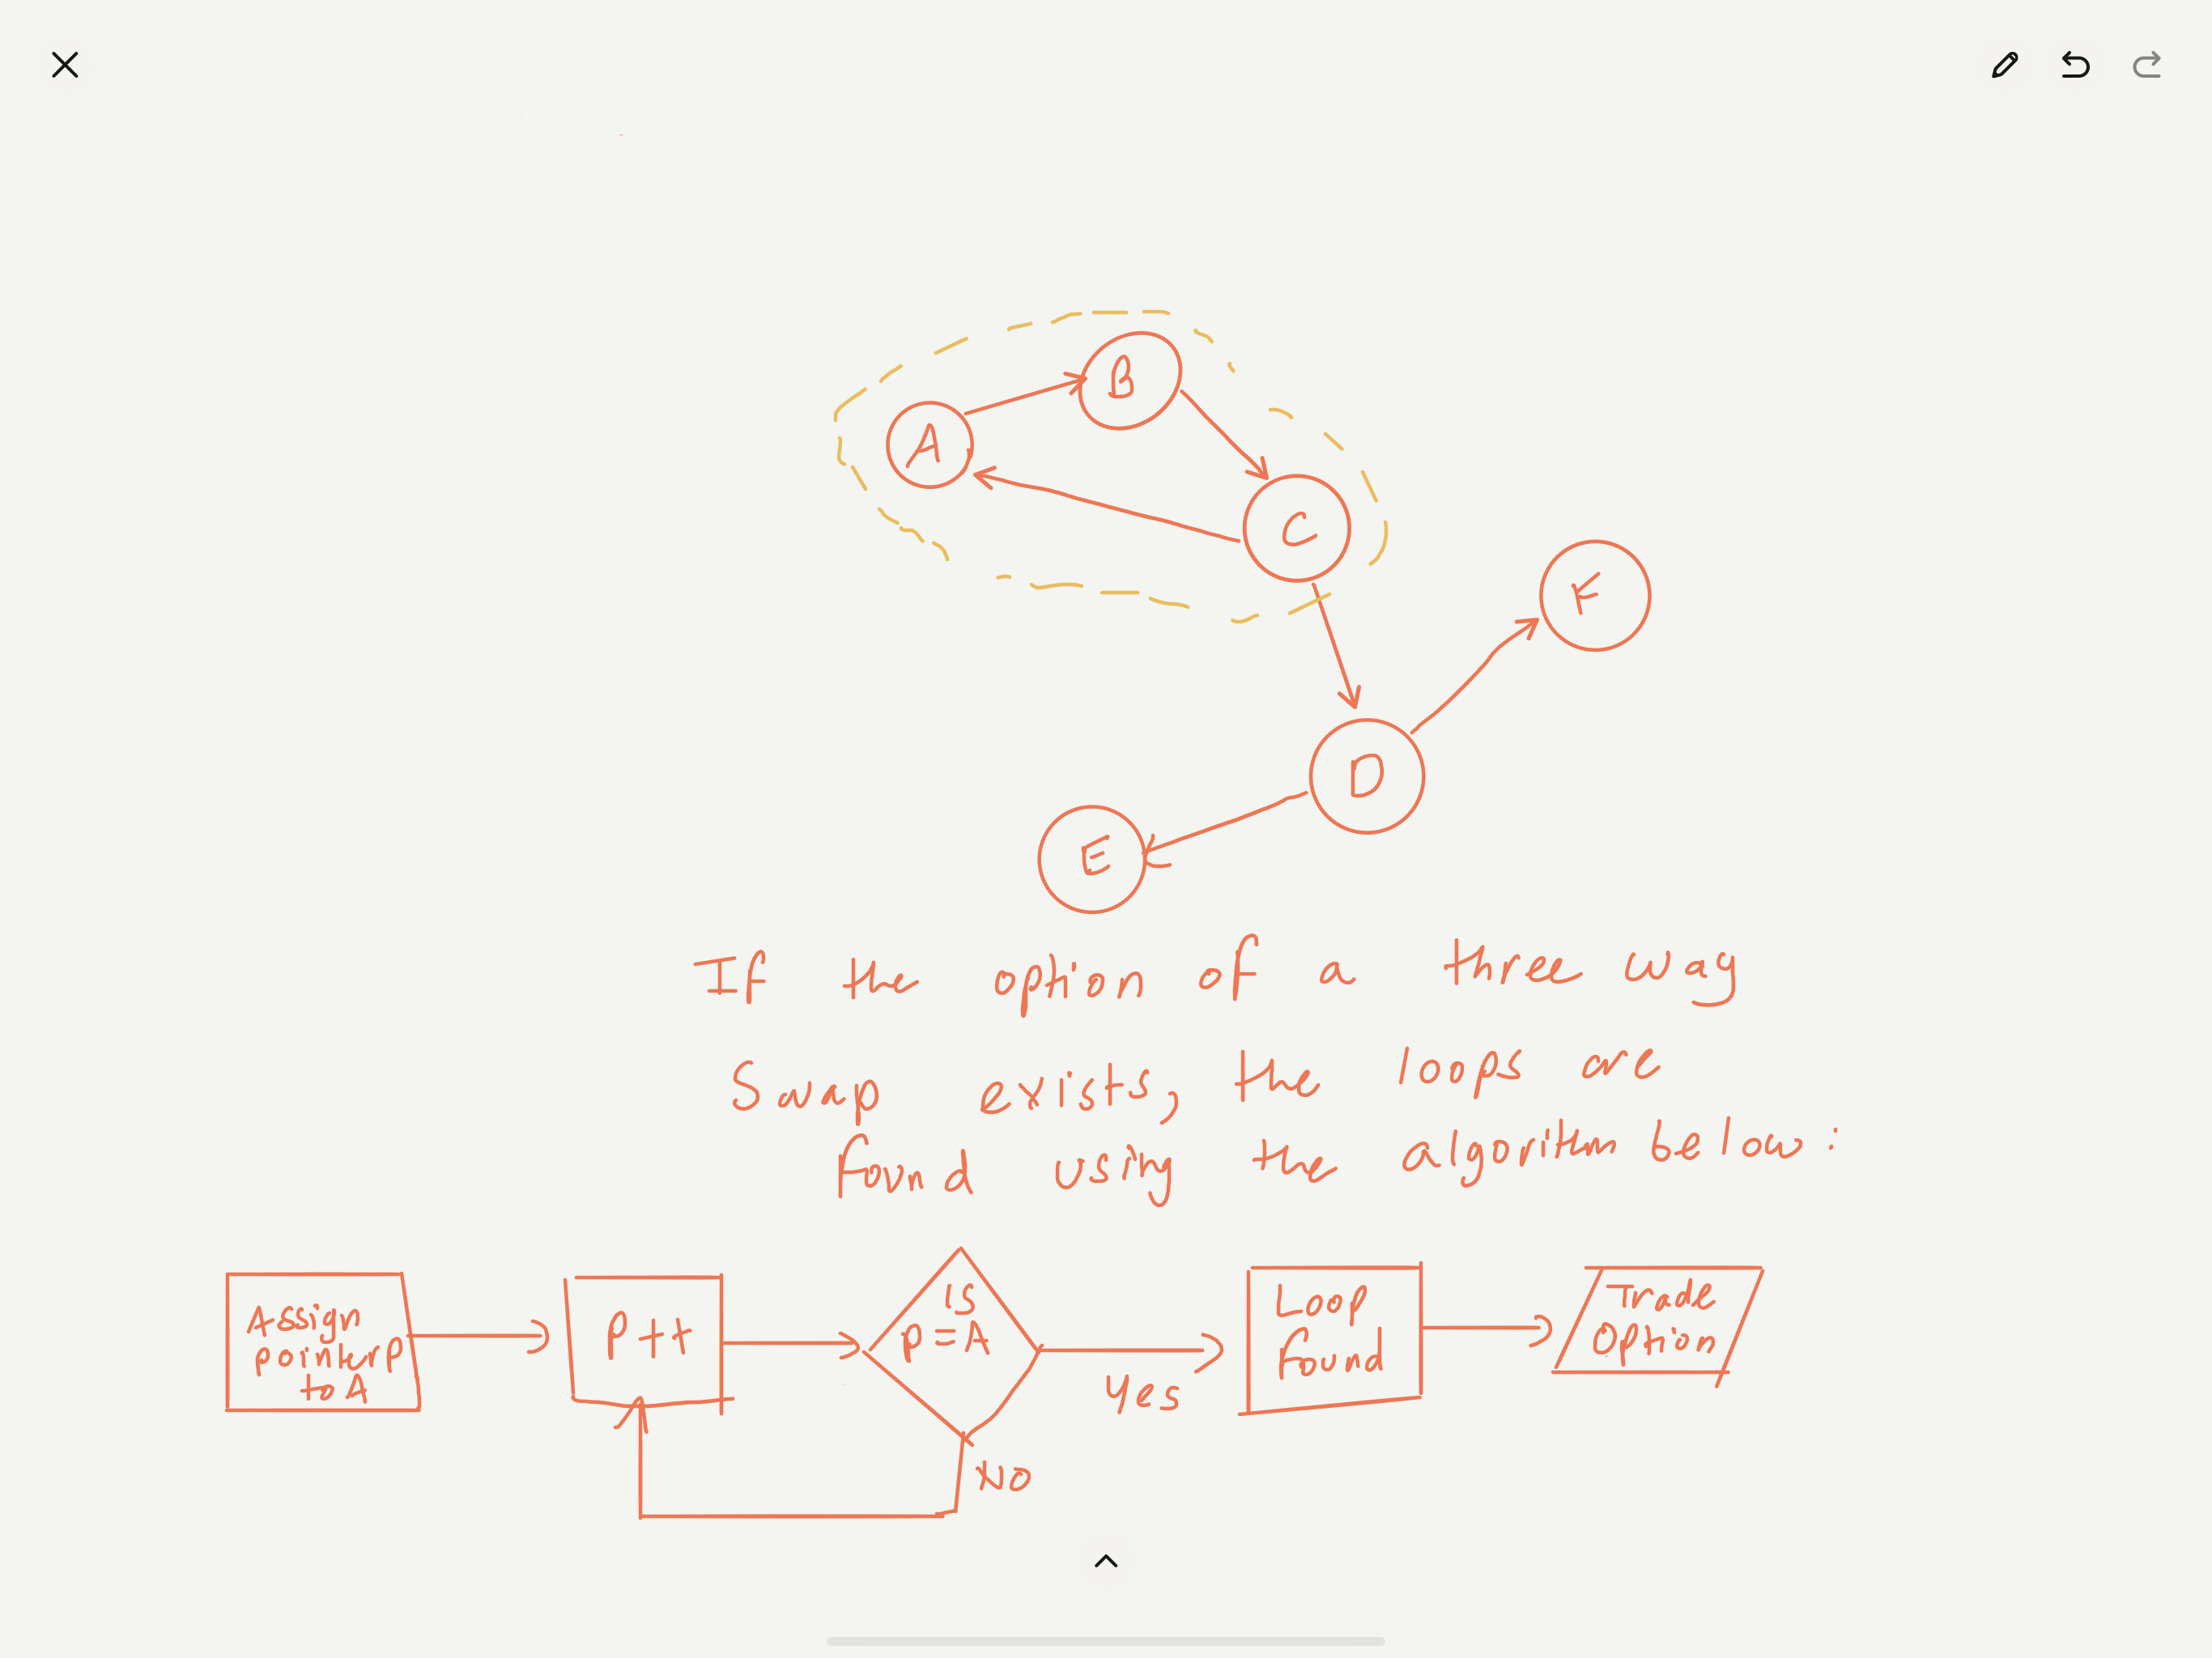 B
A
C
F
D
E
If the option of a three way
Swap exists, the loops are
found using the algorithm below:
Assign
pointer P
to A
P++
Is
P=A
Yes
No
Loop
found
Trade
Option